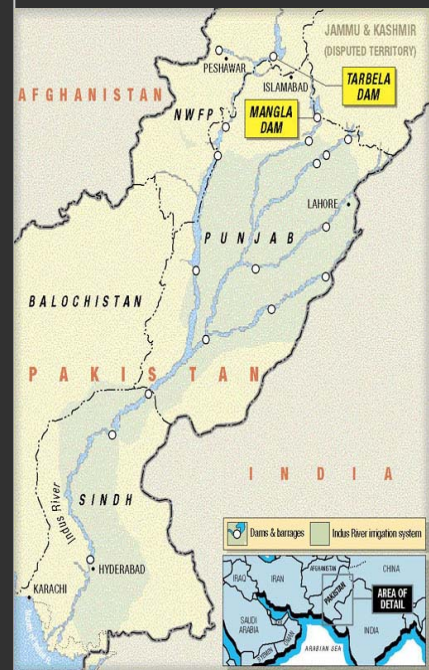 JAMMU & KASHMIR
(DISPUTED TERRITORY)
PESHAWAR
ISLAMABAD
TARBELA
DAM
AFGHANISTAN
NWFP
MANGLA
DAM
LAHORE
PUNJAB
BALOCHISTAN
PAKISTAN
INDIA
SINDH
Indus River
Dams & barrages
Indus River irrigation system
HYDERABAD
KARACHI
IRAQ
IRAN
AFGHANISTAN
CHINA
PAKISTAN
AREA OF
DETAIL
SAUDI
ARABIA
INDIA
YEMEN
OMAN
ARABIAN SEA